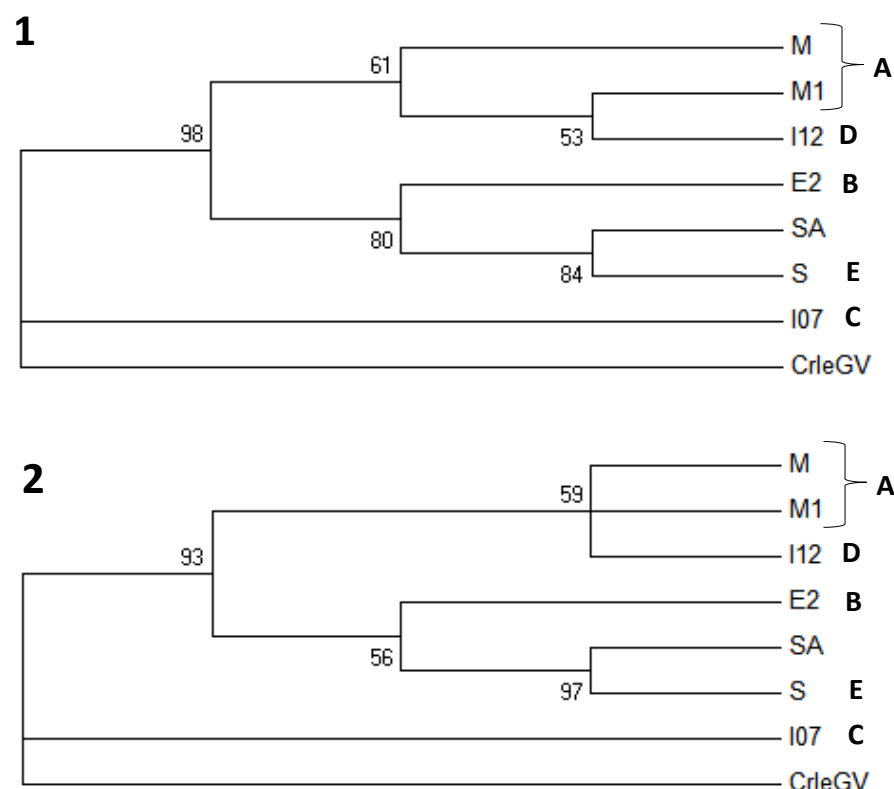 1
M
A
61
M1
98
53
I12 D
E2 B
SA
80
84
S E
I07 C
CrleGV
2
M
A
59
M1
93
I12 D
E2 B
SA
56
97
S E
I07 C
CrleGV